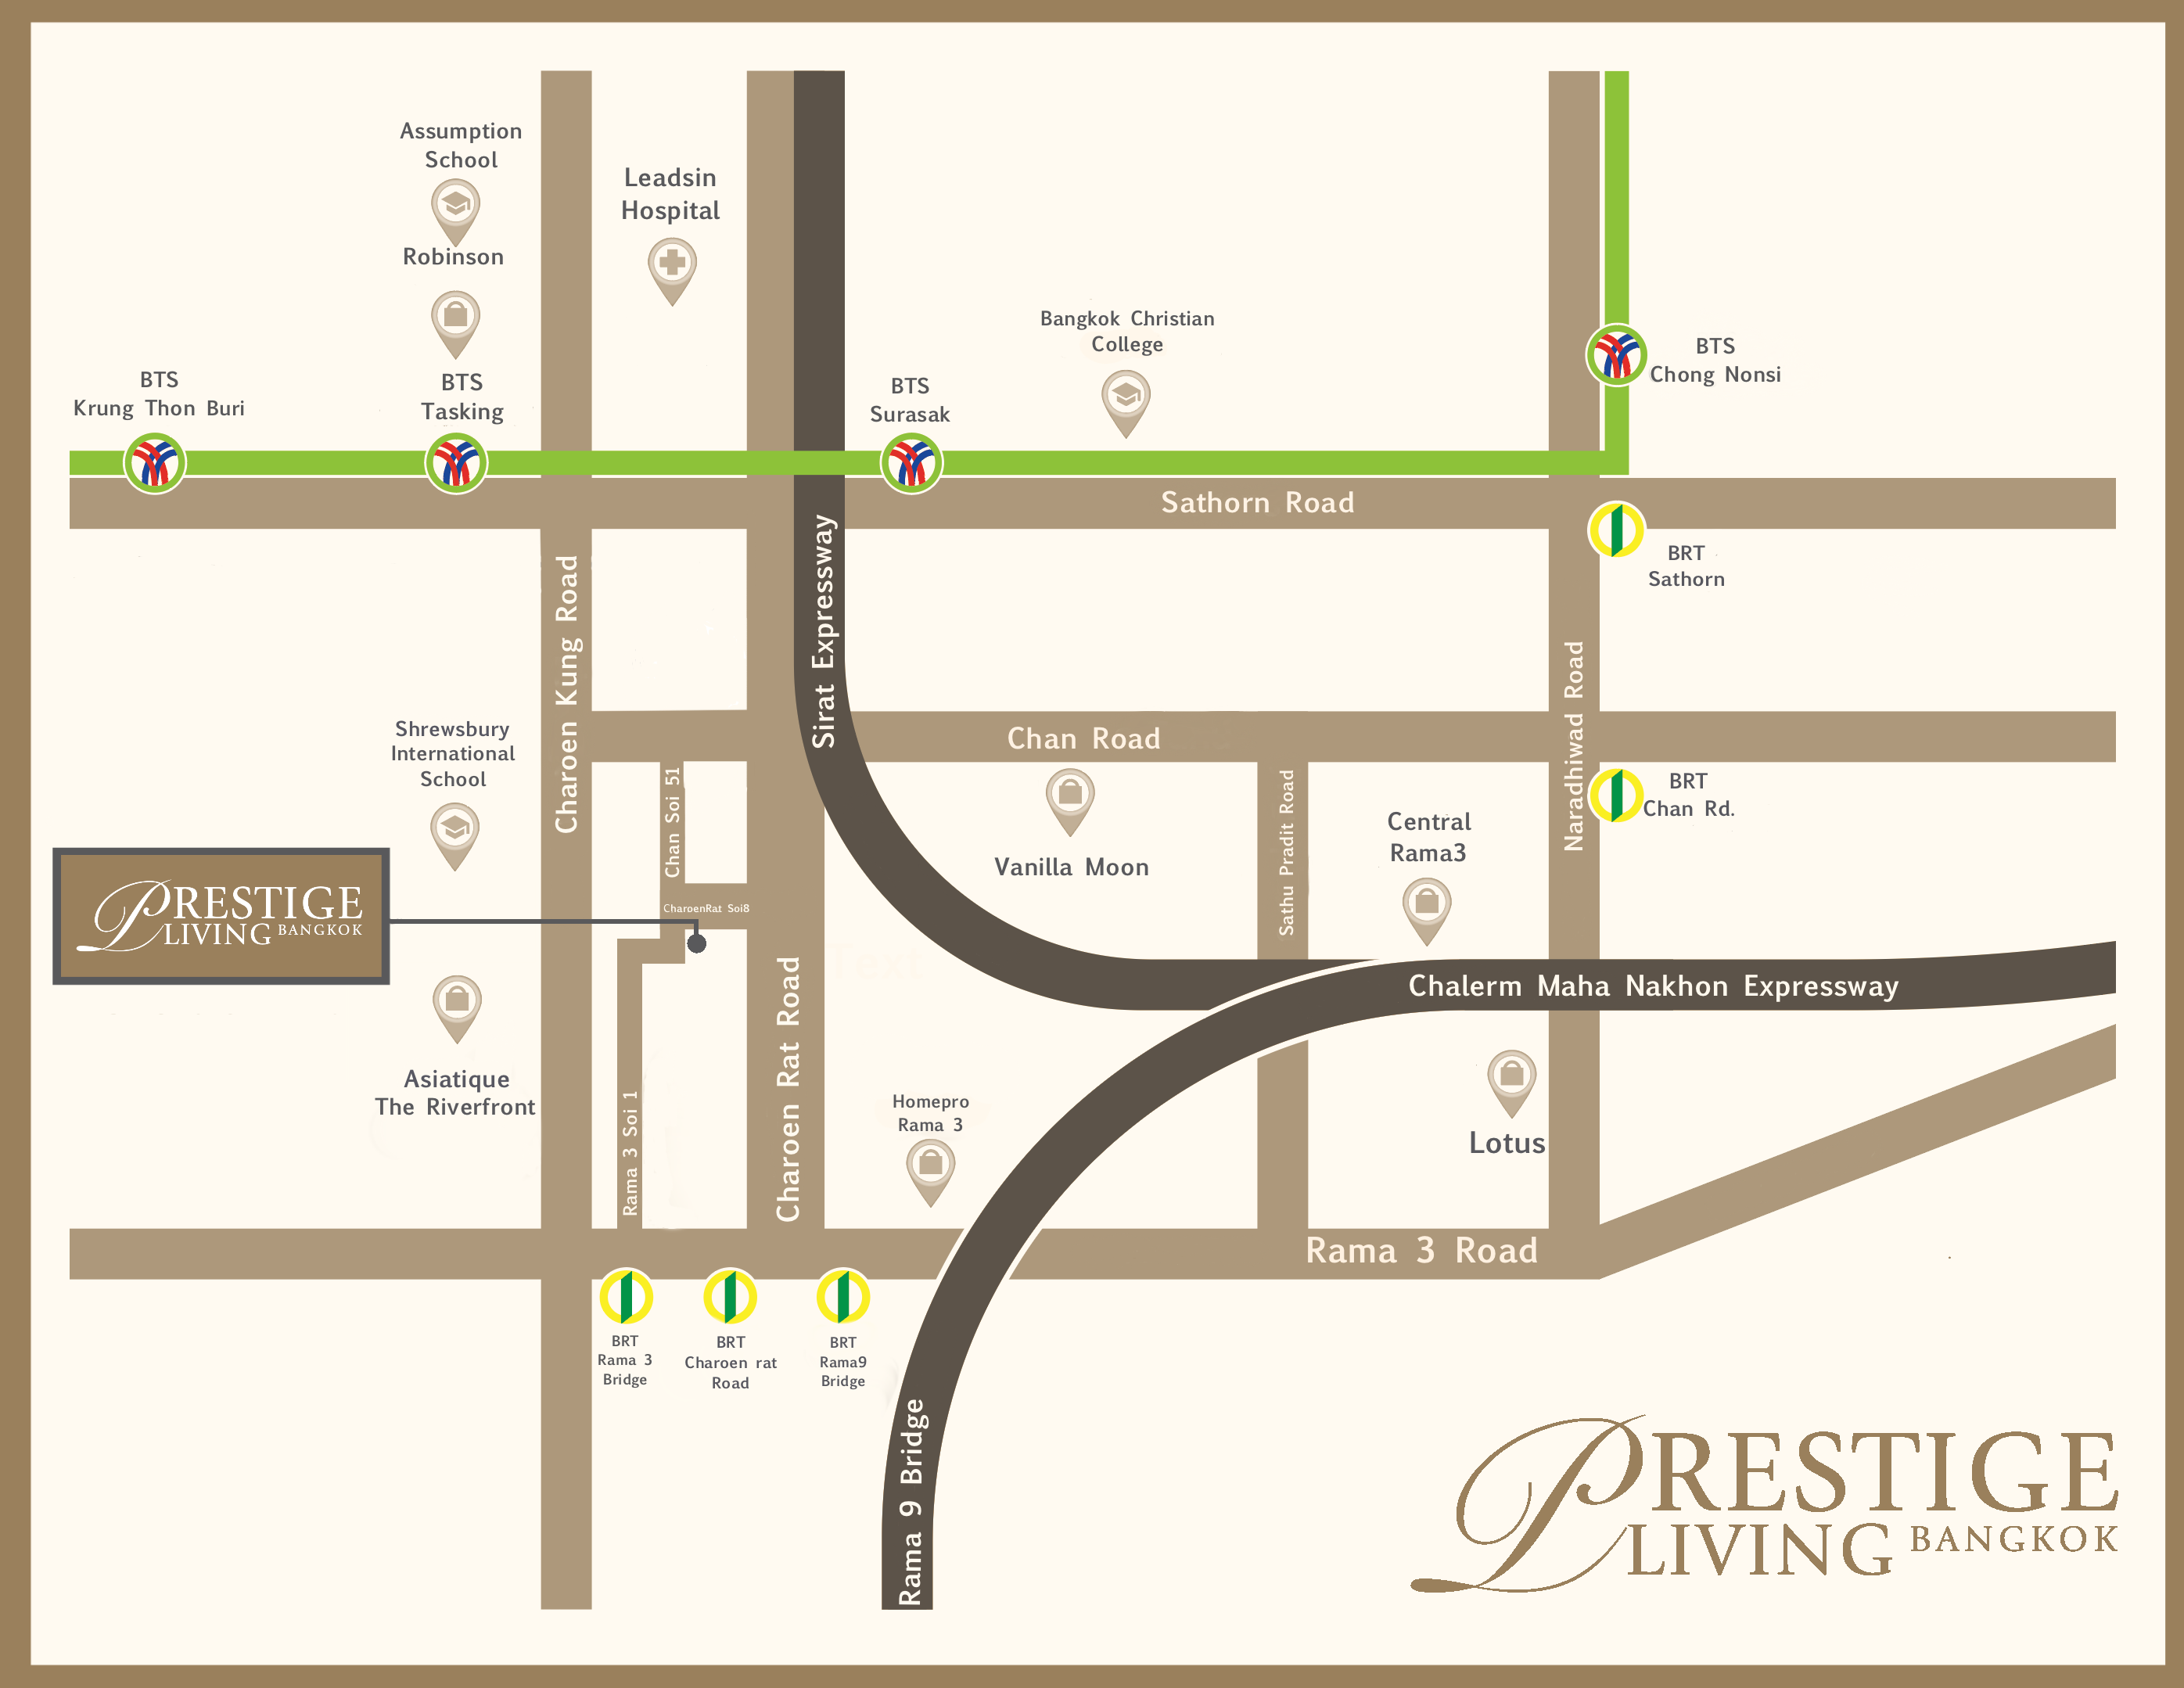 Assumption
School
Robinson
Leadsin
Hospital
Bangkok Christian
College
BTS
Krung Thon Buri
BTS
Tasking
BTS
Surasak
BTS
Chong Nonsi
Sathorn Road
BRT
Sathorn
Charoen Kung Road
Sirat Expressway
Naradhiwad Road
Chan Road
Shrewsbury
International
School
Chan Soi 51
Vanilla Moon
Sathu Pradit Road
Central
Rama3
BRT
Chan Rd.
PRESTIGE
LIVING BANGKOK
CharoenRat Soi8
Chalerm Maha Nakhon Expressway
Asiatique
The Riverfront
Rama 3 Soi 1
Charoen Rat Road
Homepro
Rama 3
Lotus
Rama 3 Road
BRT
Rama 3
Bridge
BRT
Charoen rat
Road
BRT
Rama9
Bridge
Rama 9 Bridge
PRESTIGE
LIVING BANGKOK